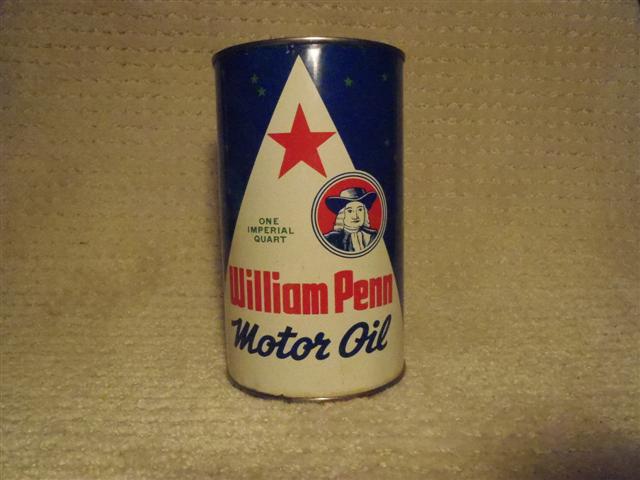 ONE
IMPERIAL
QUART
William Penn
Motor Oil